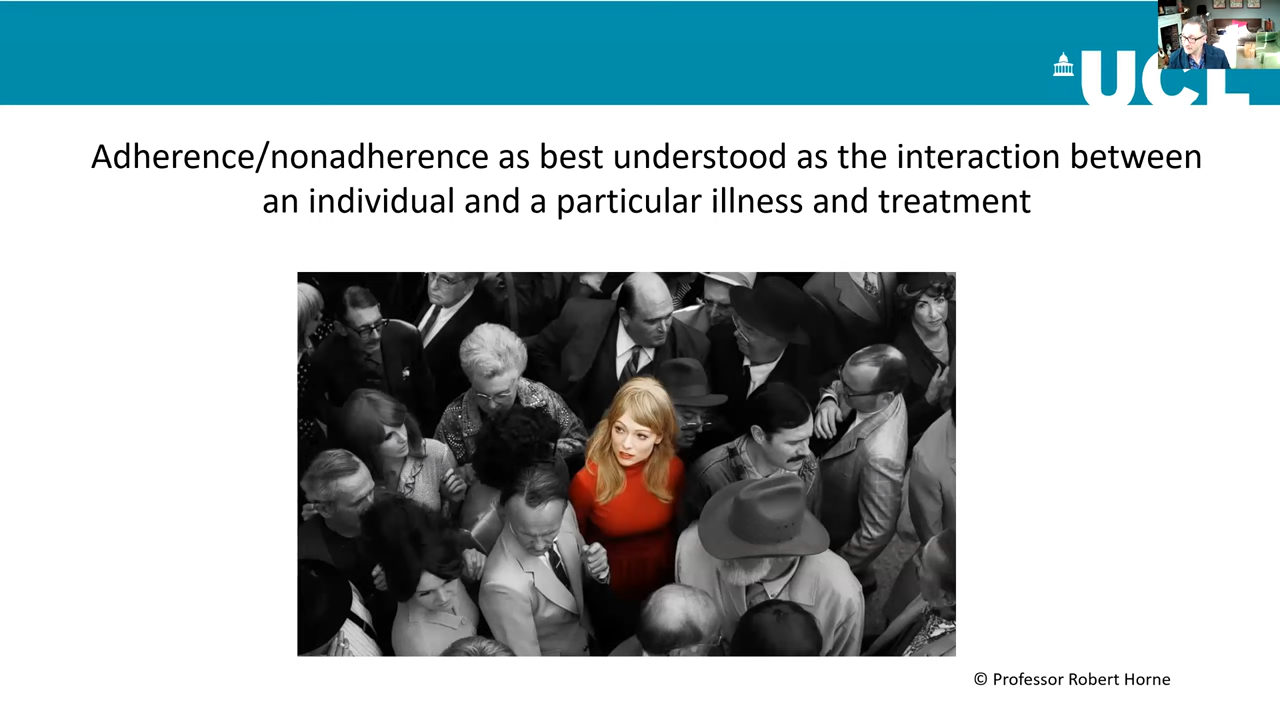 UCL
Adherence/nonadherence as best understood as the interaction between
an individual and a particular illness and treatment
© Professor Robert Horne